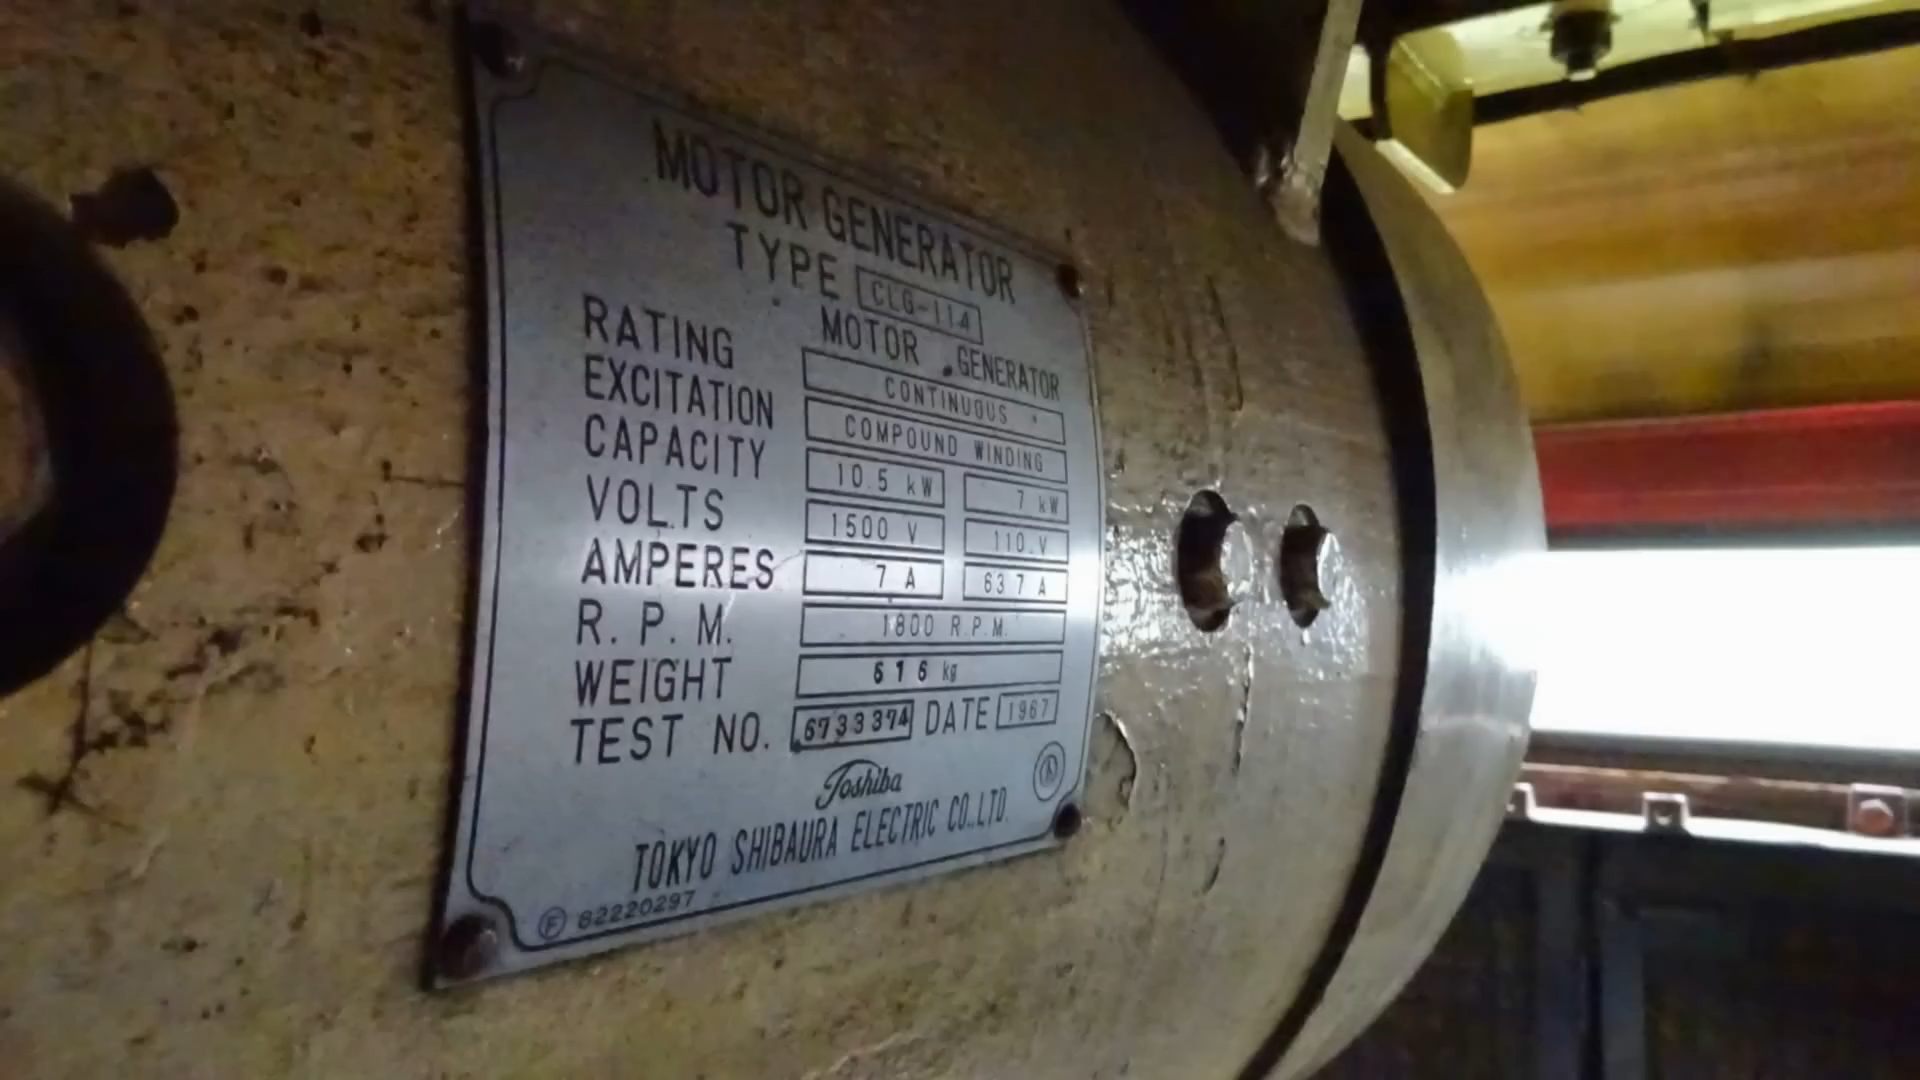 MOTOR GENERATOR
TYPE CLG-114
MOTOR GENERATOR
RATING CONTINUOUS
EXCITATION COMPOUND WINDING
CAPACITY 10.5 kW 7 kW
VOLTS 1500 V 110 V
AMPERES 7 A 63.7 A
R. P. M. 1800 R.P.M.
WEIGHT 616 kg
TEST NO. 6733374 DATE 1967
Toshiba
TOKYO SHIBAURA ELECTRIC CO.,LTD.
F 82220297